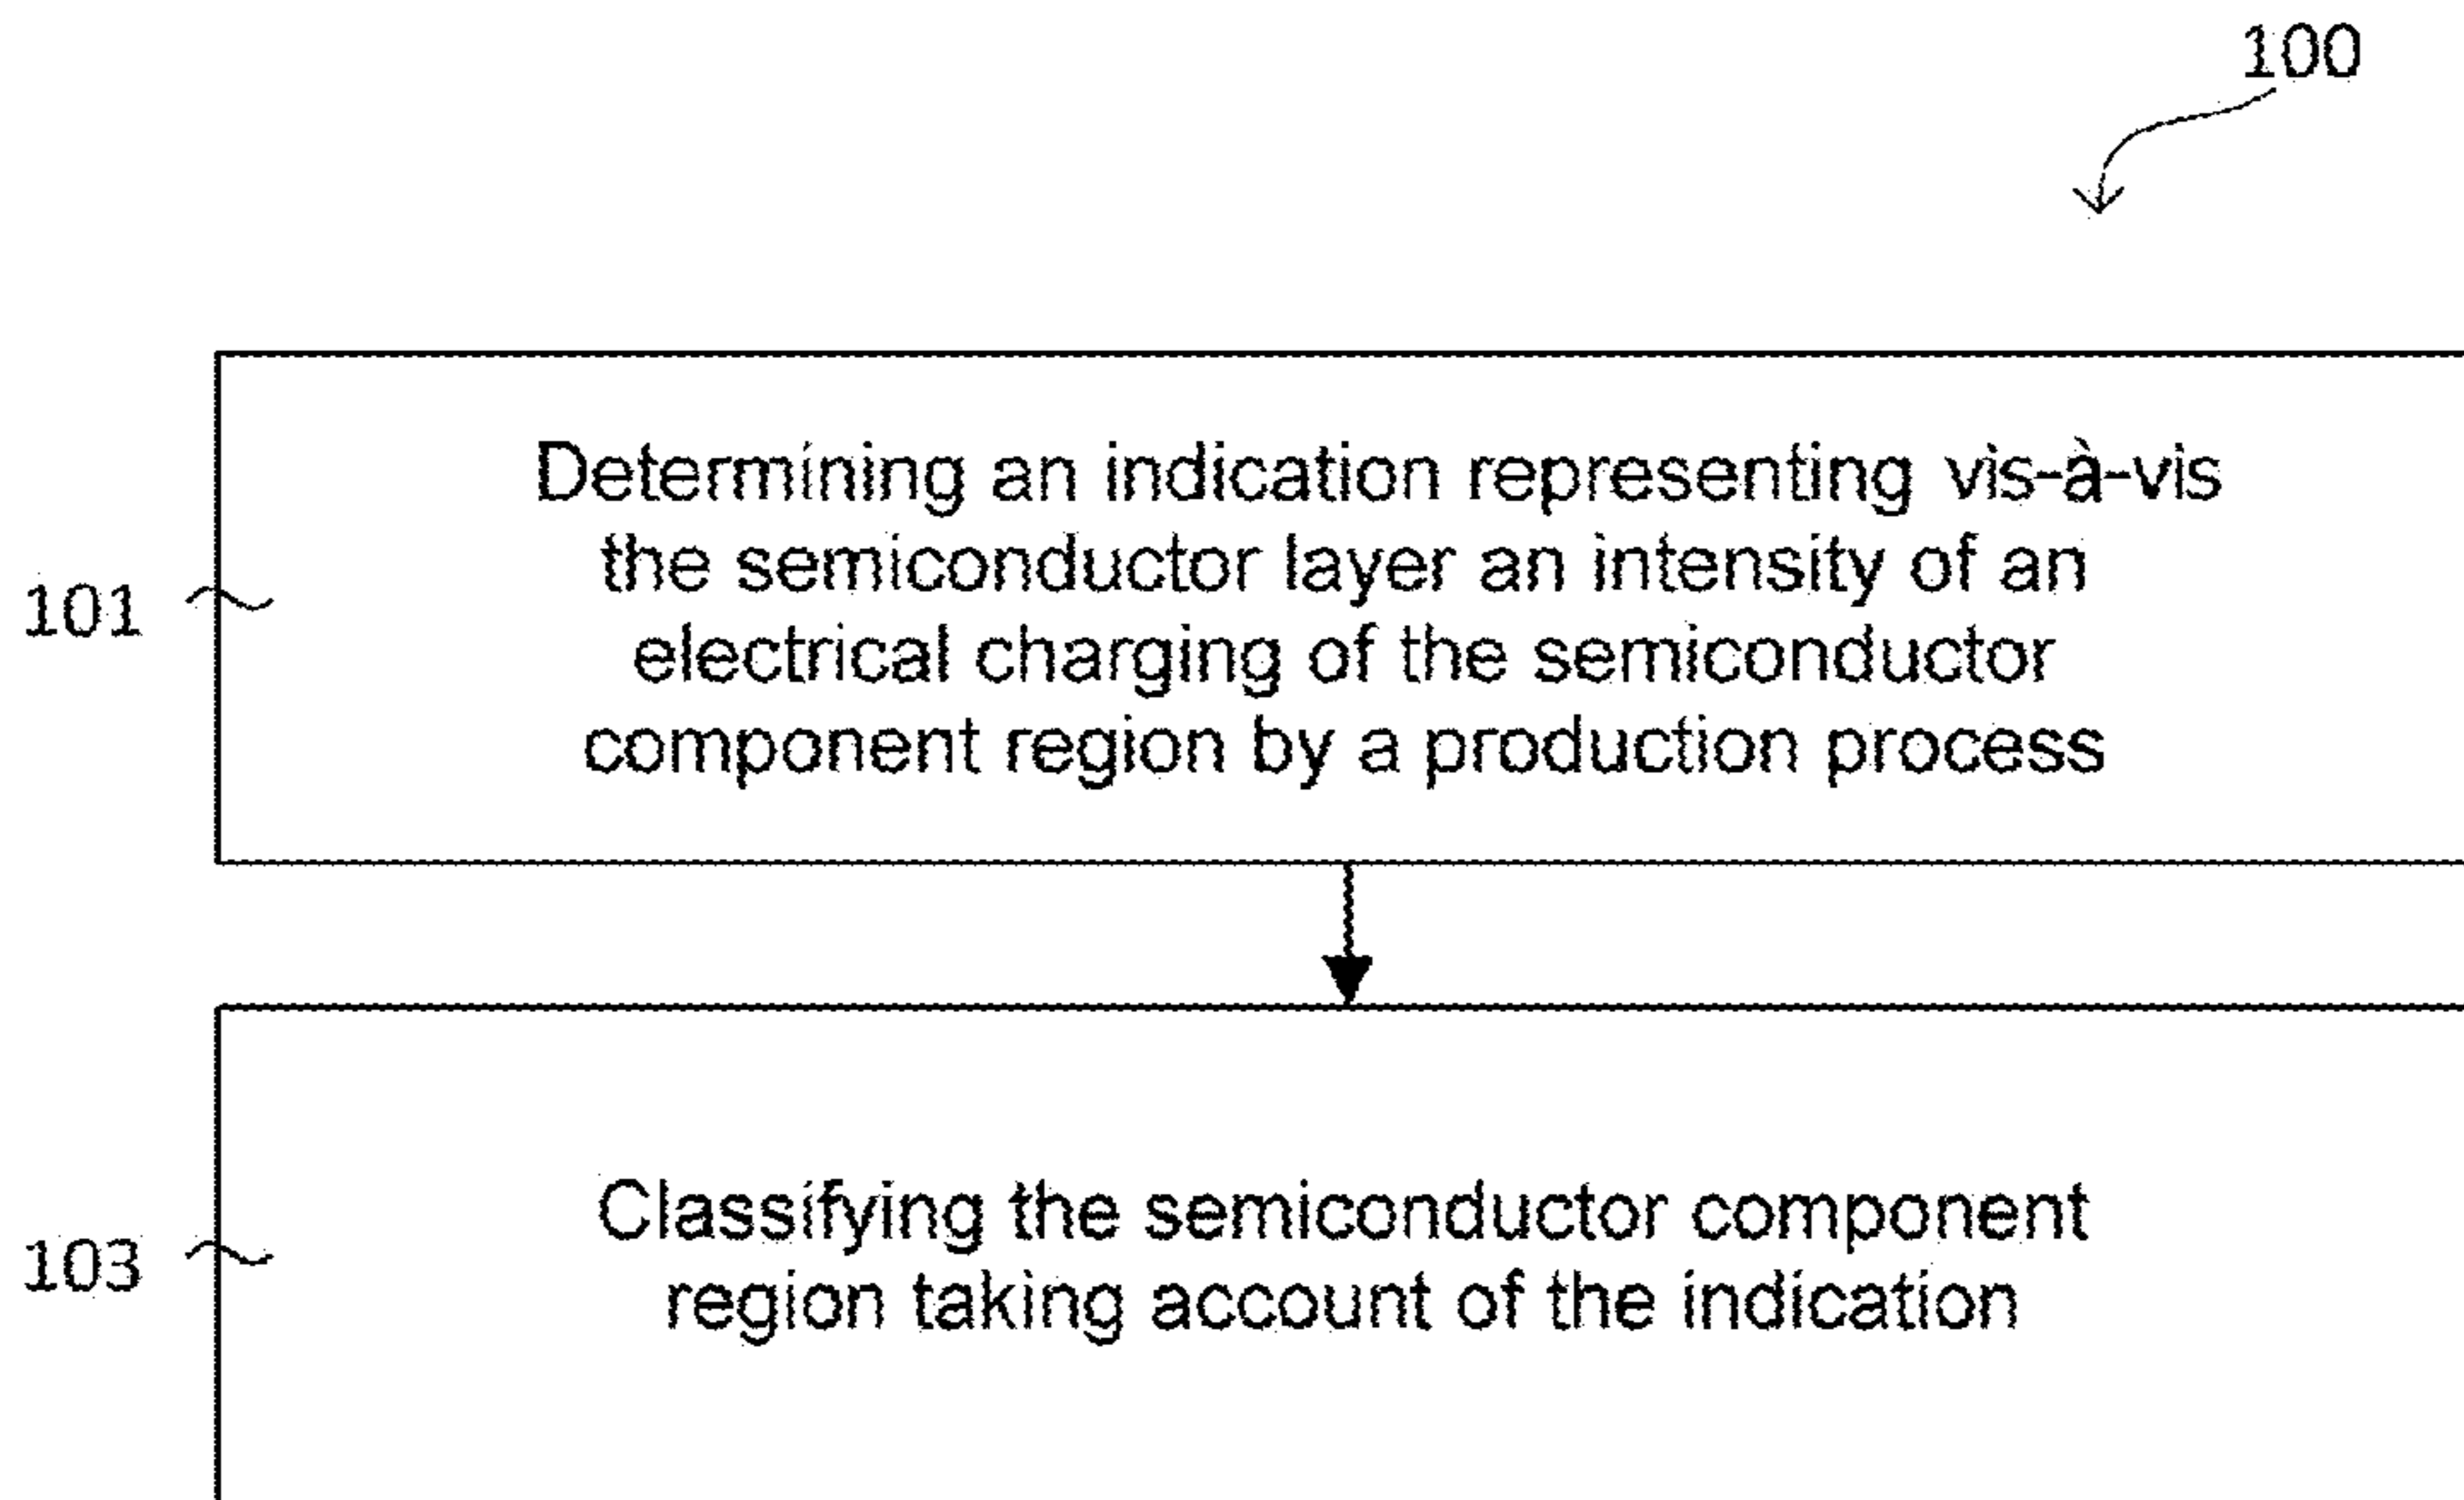 100
Determining an indication representing vis-à-vis
the semiconductor layer an intensity of an
101
electrical charging of the semiconductor
component region by a production process
Classifying the semiconductor component
103
region taking account of the indication